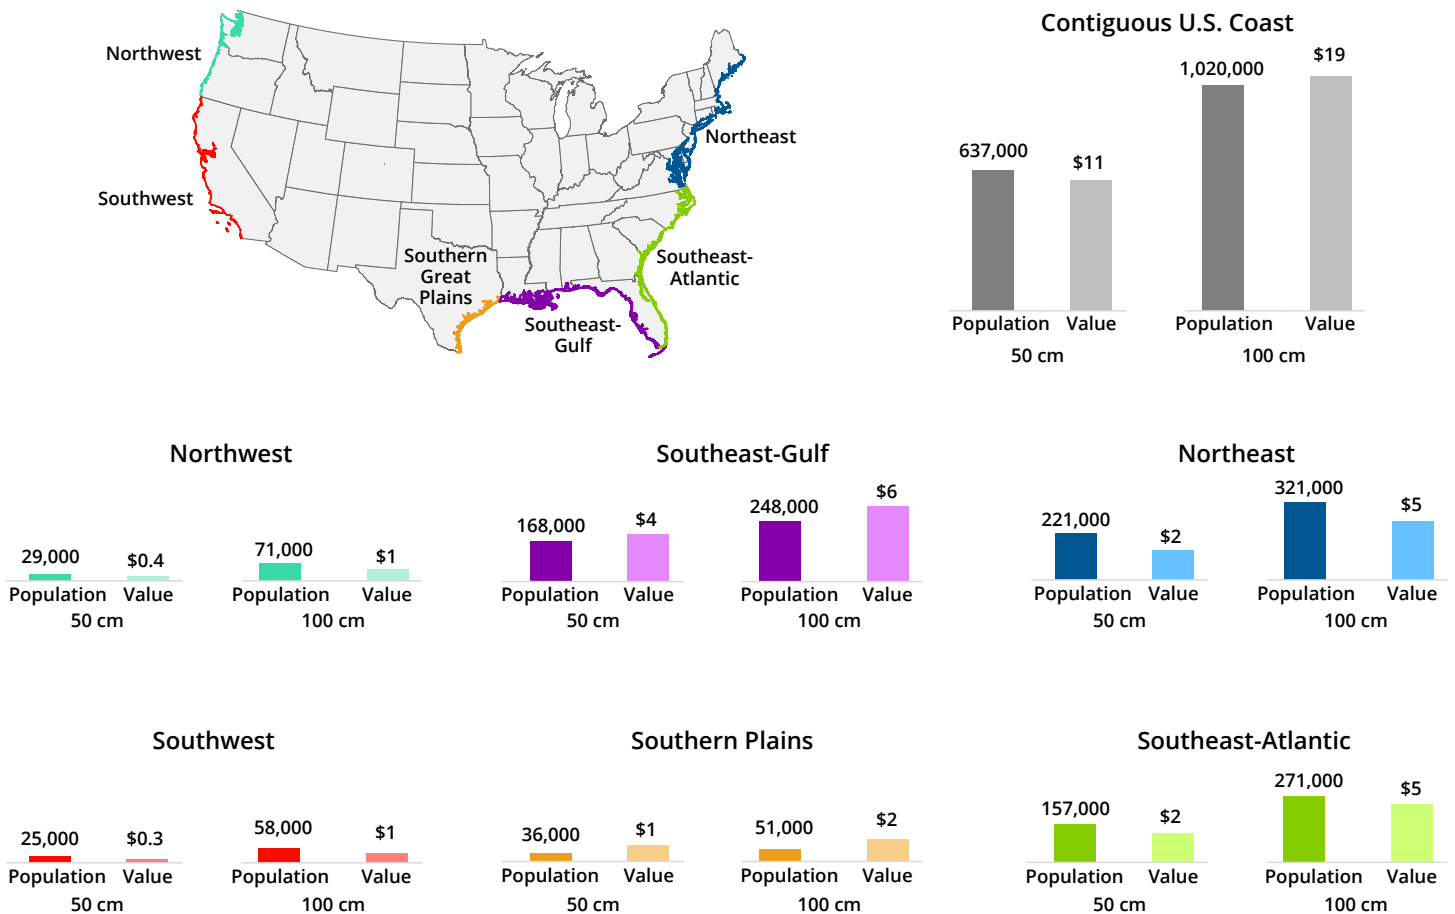 Northwest
Southwest
Southern
Great
Plains
Southeast-
Gulf
Southeast-
Atlantic
Northeast
Contiguous U.S. Coast
637,000
$11
1,020,000
$19
Population Value
Population Value
50 cm
100 cm
Northwest
29,000
$0.4
71,000
$1
Population Value
Population Value
50 cm
100 cm
Southeast-Gulf
168,000
$4
248,000
$6
Population Value
Population Value
50 cm
100 cm
Northeast
221,000
$2
321,000
$5
Population Value
Population Value
50 cm
100 cm
Southwest
25,000
$0.3
58,000
$1
Population Value
Population Value
50 cm
100 cm
Southern Plains
36,000
$1
51,000
$2
Population Value
Population Value
50 cm
100 cm
Southeast-Atlantic
157,000
$2
271,000
$5
Population Value
Population Value
50 cm
100 cm